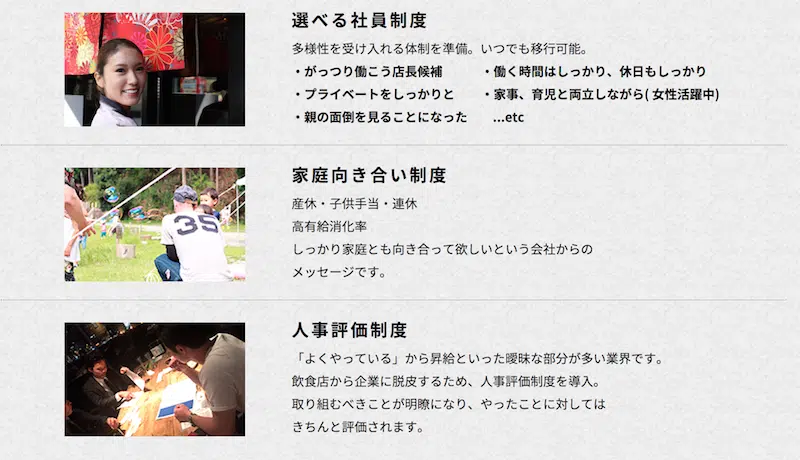 選べる社員制度
多様性を受け入れる体制を準備。いつでも移行可能。
・がっつり働こう店長候補 ・働く時間はしっかり、休日もしっかり
・プライベートをしっかりと ・家事、育児と両立しながら( 女性活躍中)
・親の面倒を見ることになった ...etc
家庭向き合い制度
産休・子供手当・連休
高有給消化率
しっかり家庭とも向き合って欲しいという会社からの
メッセージです。
35
人事評価制度
「よくやっている」から昇給といった曖昧な部分が多い業界です。
飲食店から企業に脱皮するため、人事評価制度を導入。
取り組むべきことが明瞭になり、やったことに対しては
きちんと評価されます。